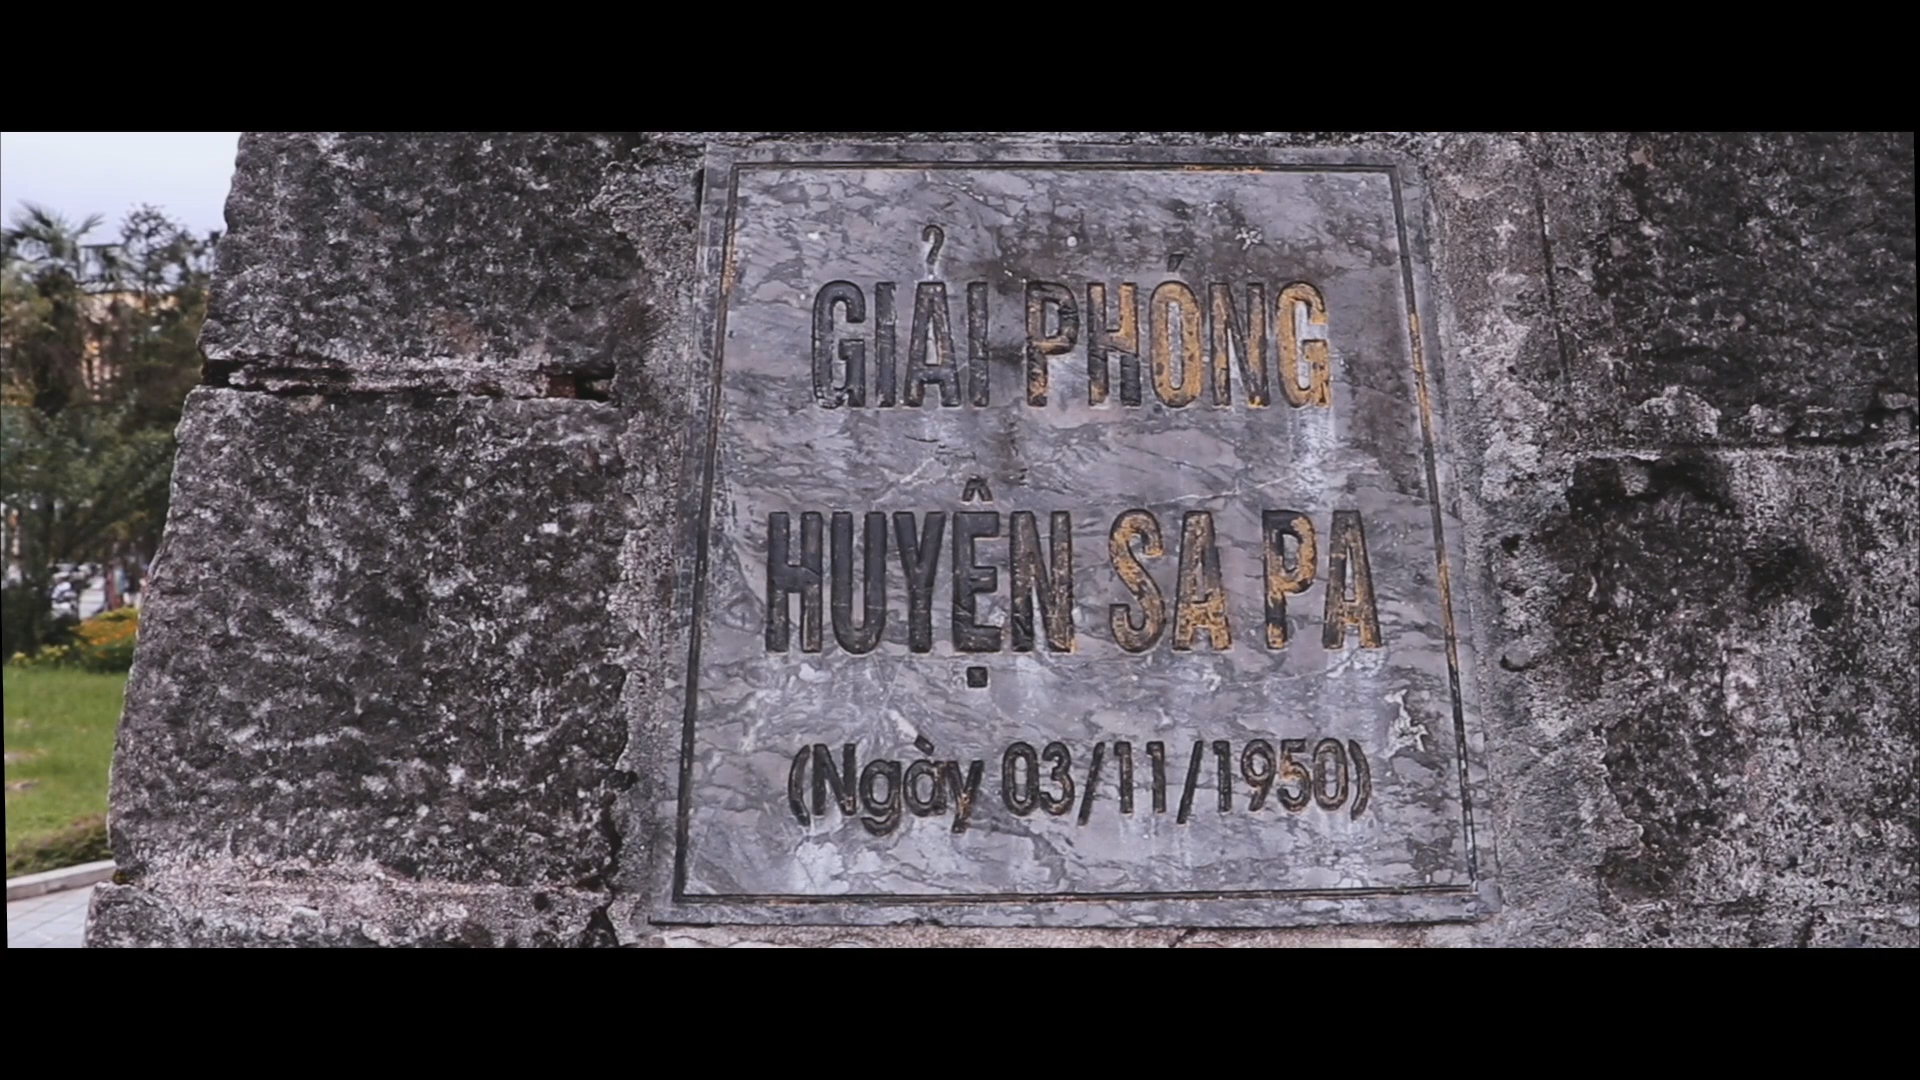 GIẢI PHÓNG
HUYỆN SA PA
(Ngày 03/11/1950)